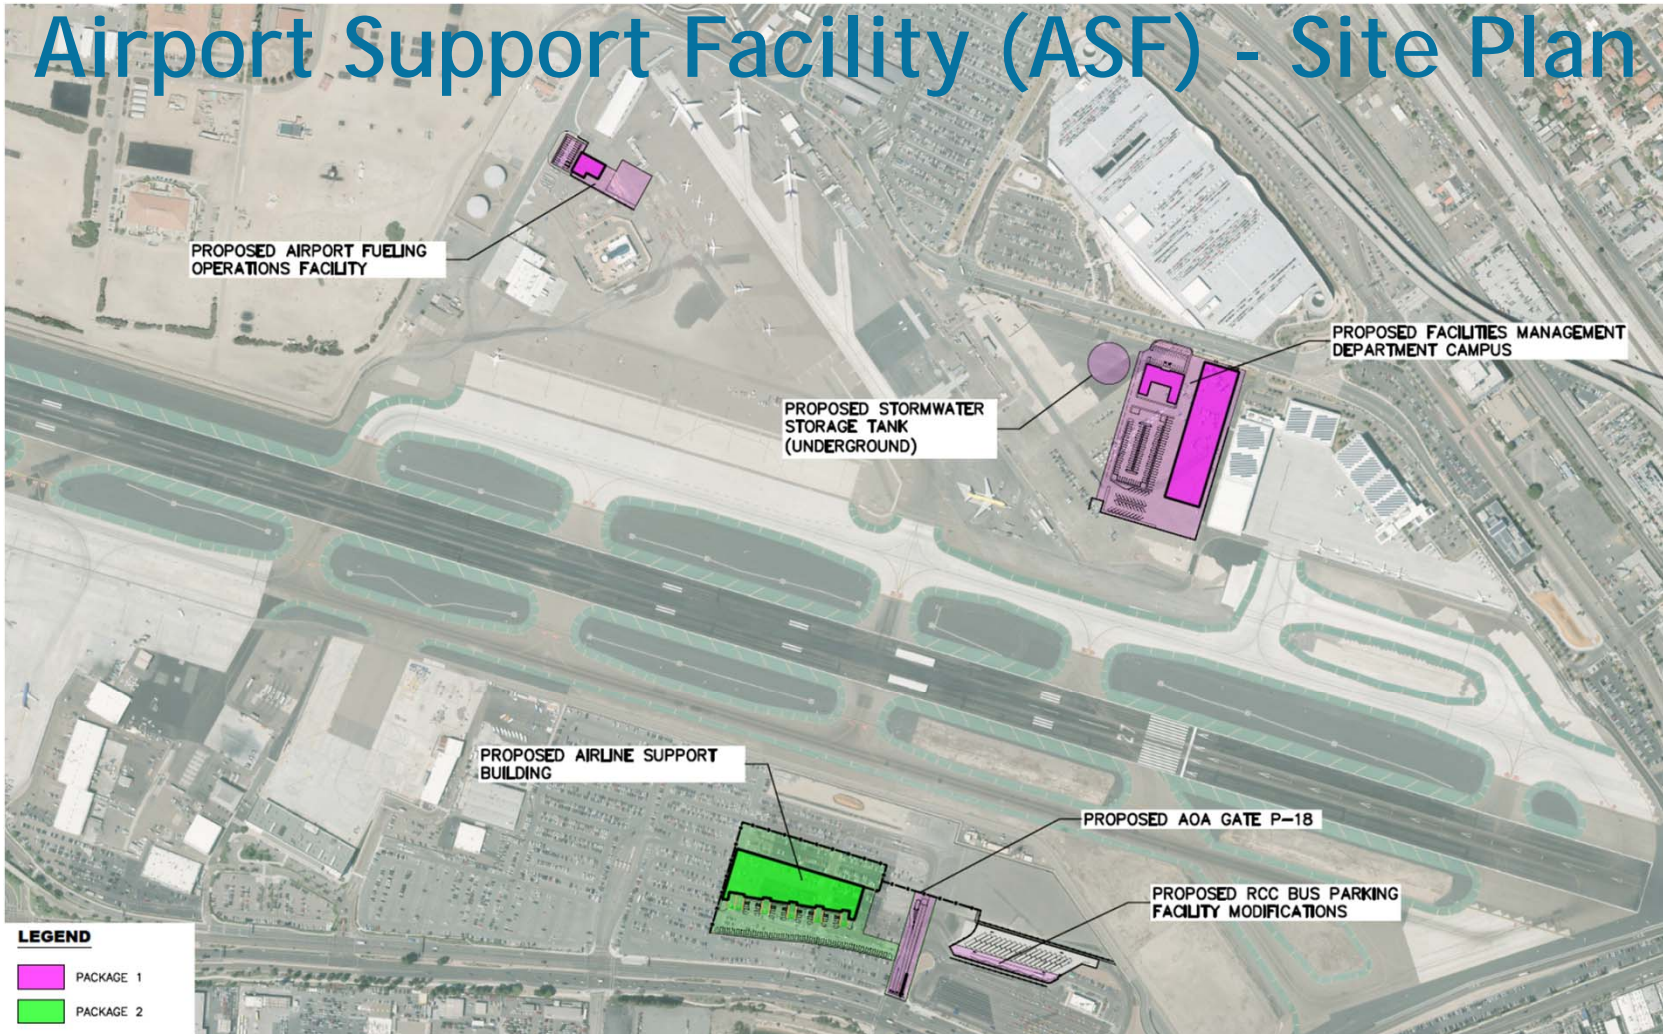 Airport Support Facility (ASF) - Site Plan
PROPOSED AIRPORT FUELING
OPERATIONS FACILITY
PROPOSED FACILITIES MANAGEMENT
DEPARTMENT CAMPUS
PROPOSED STORMWATER
STORAGE TANK
(UNDERGROUND)
27
PROPOSED AIRLINE SUPPORT
BUILDING
PROPOSED AOA GATE P-18
PROPOSED RCC BUS PARKING
FACILITY MODIFICATIONS
LEGEND
PACKAGE 1
PACKAGE 2